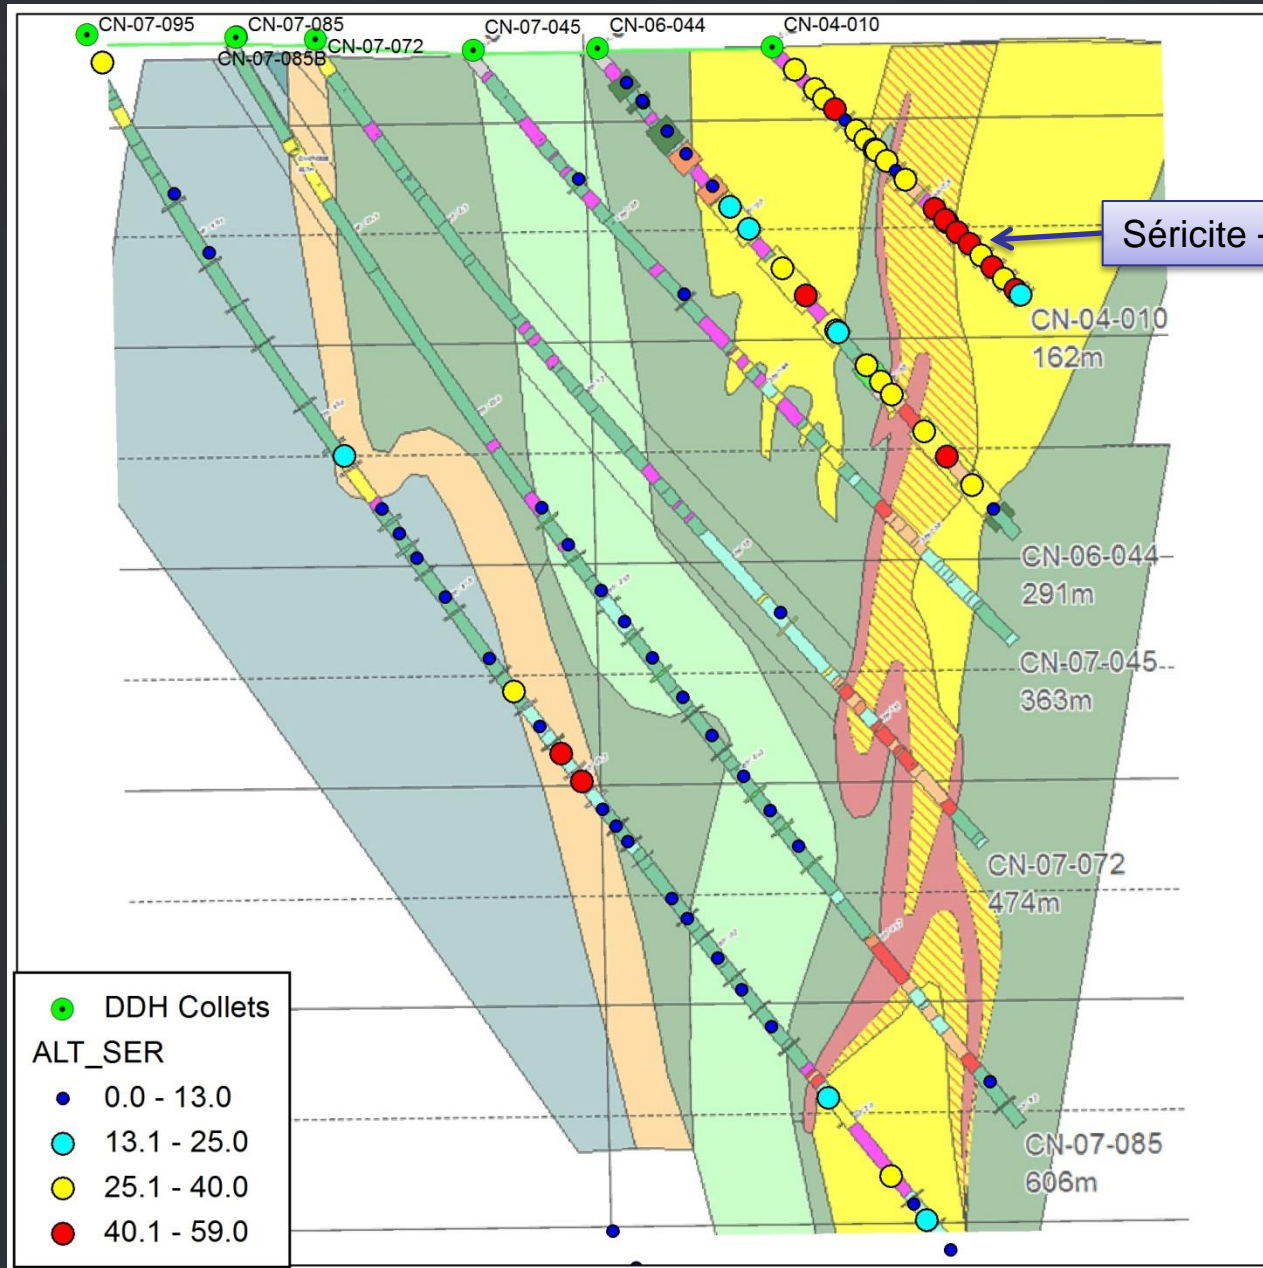 CN-07-095
CN-07-085
CN-07-045
CN-06-044
CN-04-010
CN-07-085B
CN-07-072
Séricite -
CN-04-010
162m
CN-06-044
291m
CN-07-045
363m
CN-07-072
474m
CN-07-085
606m
DDH Collets
ALT_SER
0.0 - 13.0
13.1 - 25.0
25.1 - 40.0
40.1 - 59.0